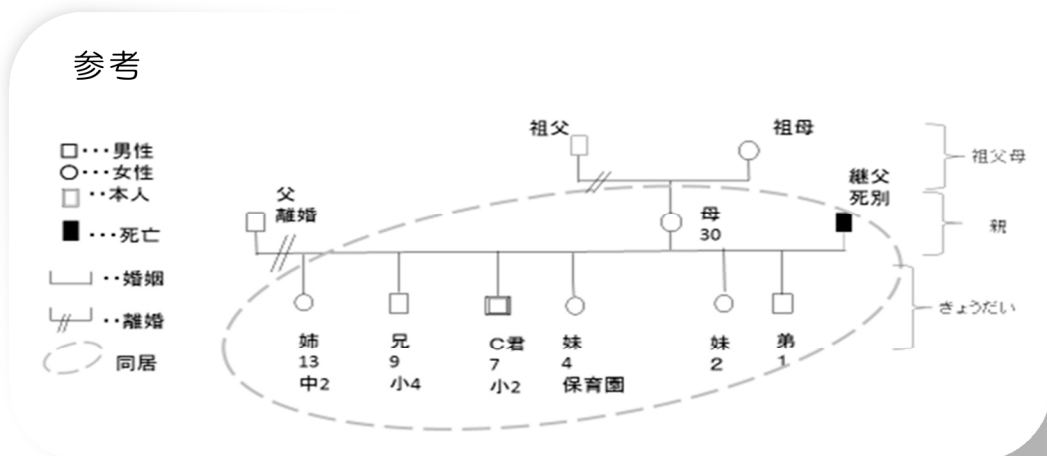 参考
□・・・男性
○・・・女性
・・本人
・・・死亡
・・婚姻
・・離婚
同居
祖父
祖母
祖父母
継父
死別
父
離婚
母
30
親
きょうだい
姉
13
中2
兄
9
小4
C君
7
小2
妹
4
保育園
妹
2
弟
1